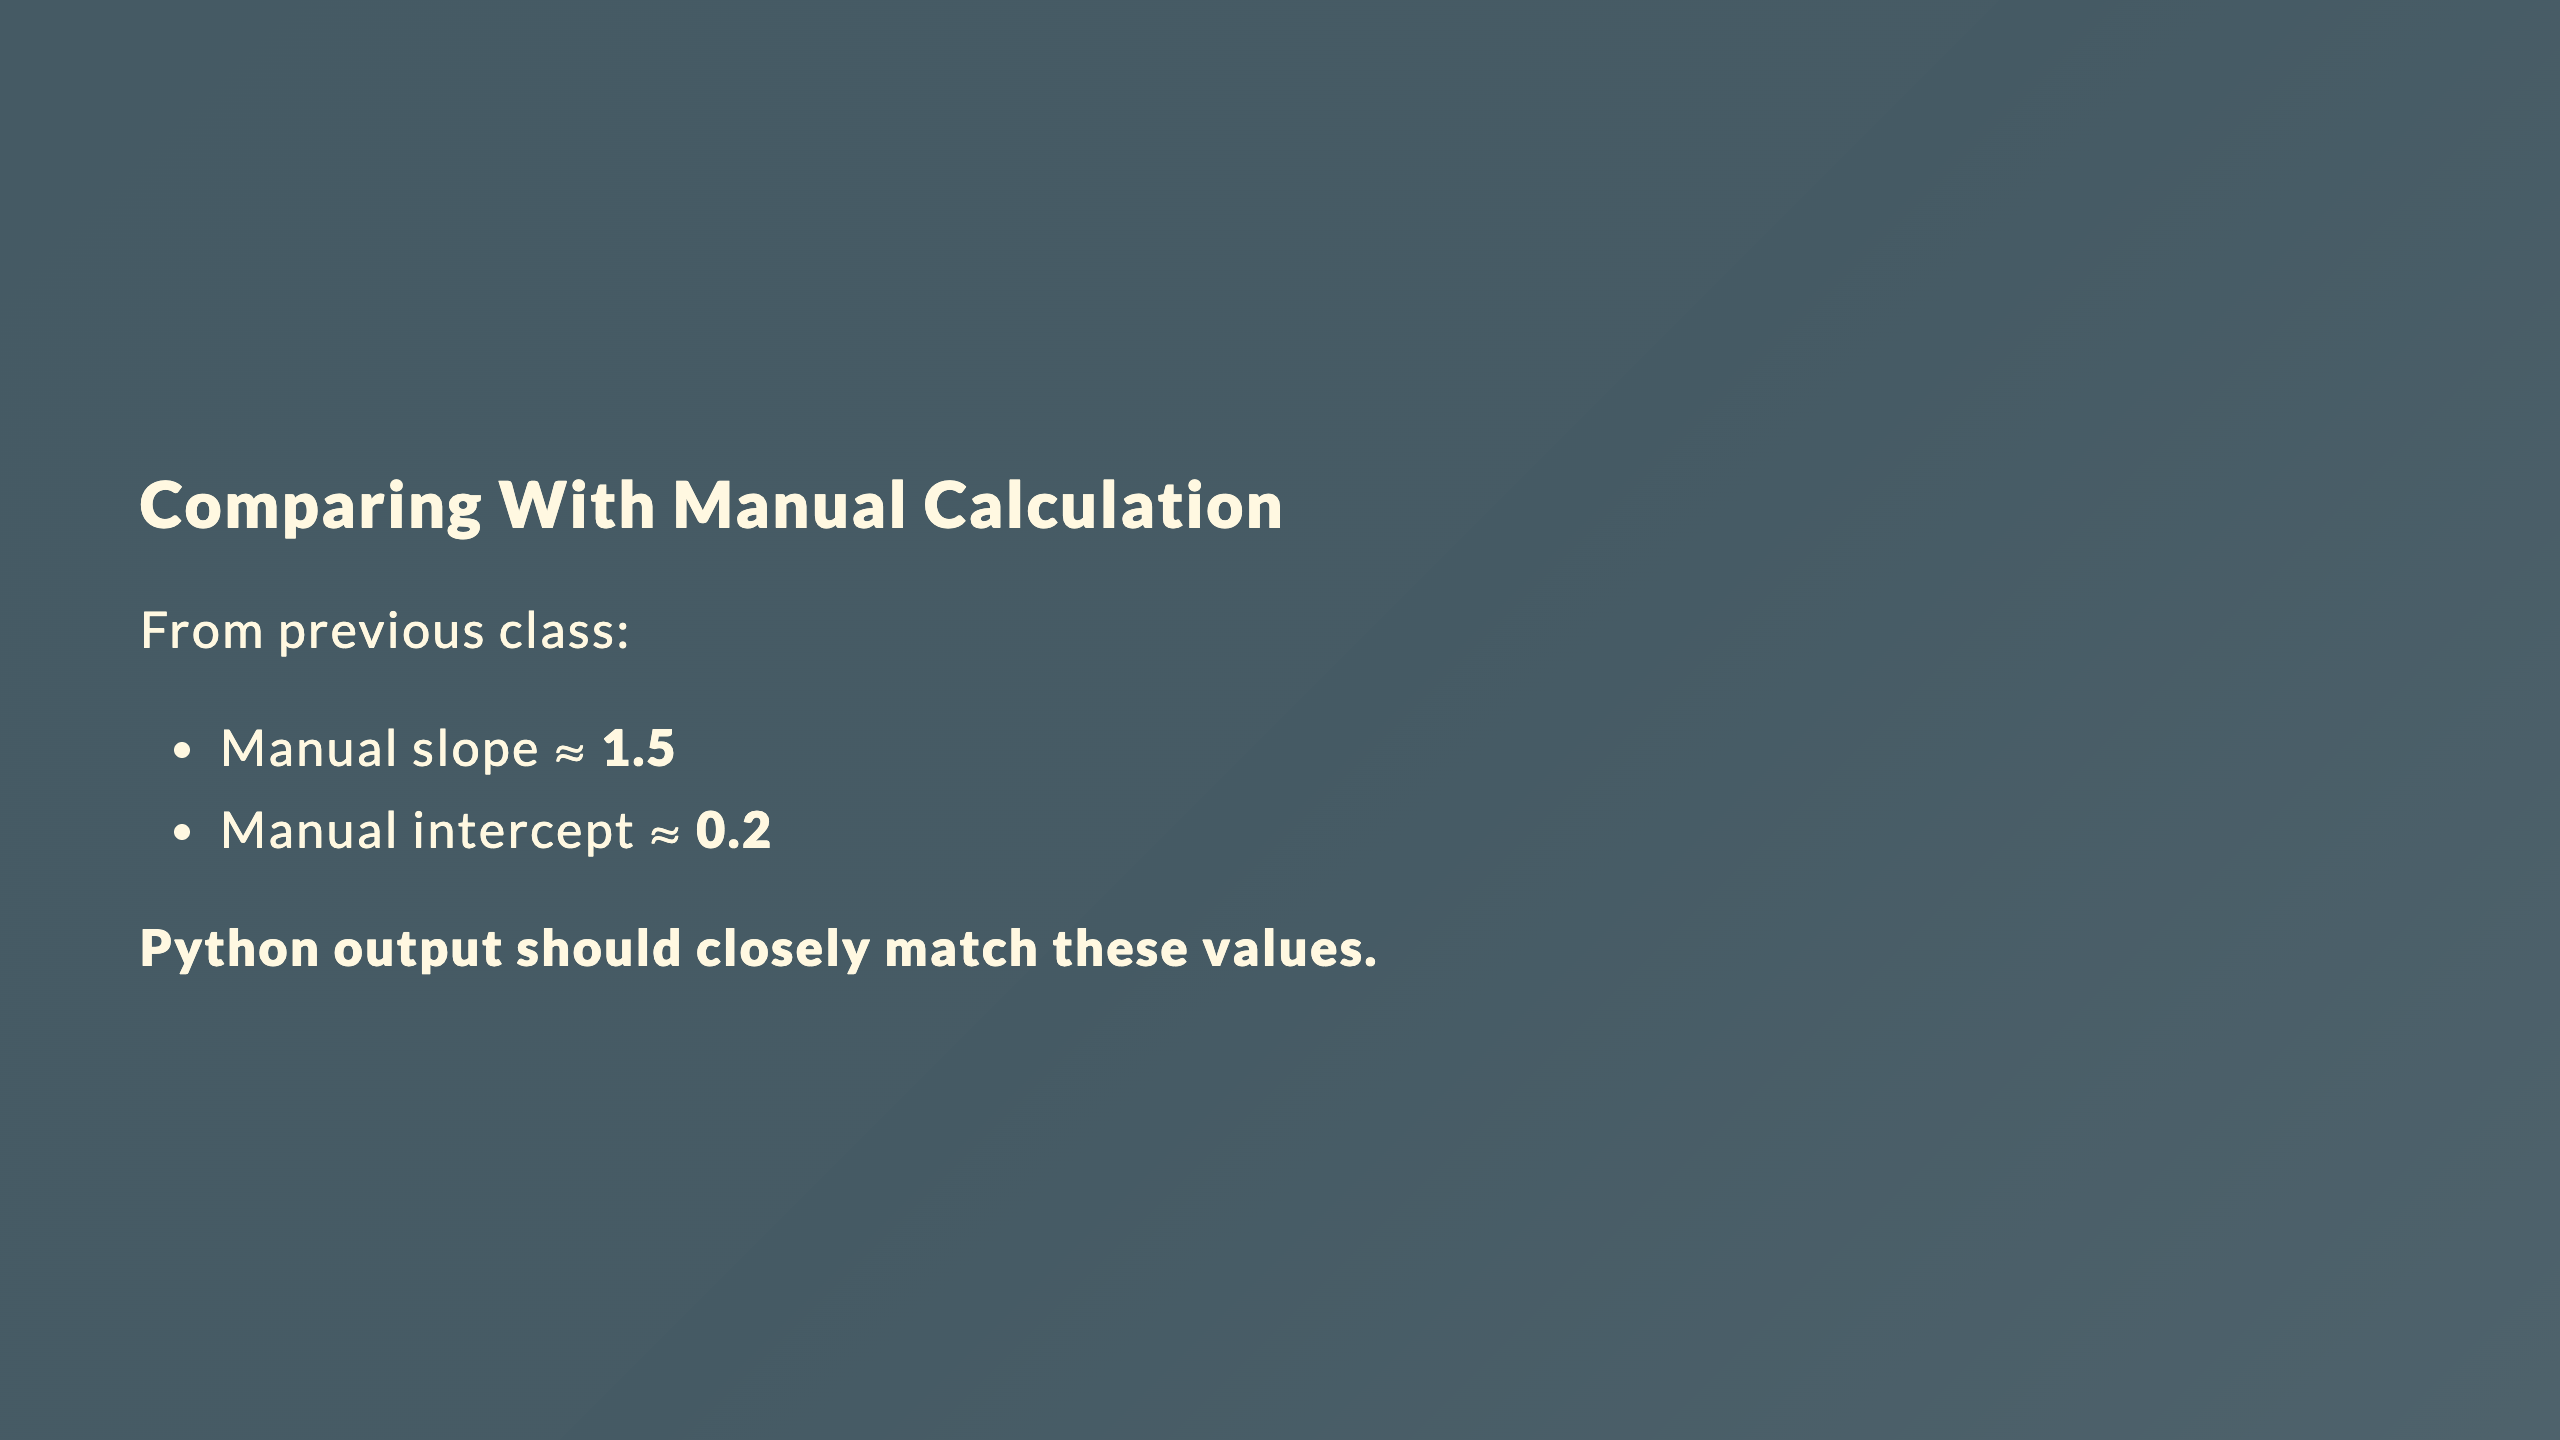 Comparing With Manual Calculation
From previous class:
• Manual slope ≈ 1.5
• Manual intercept ≈ 0.2
Python output should closely match these values.